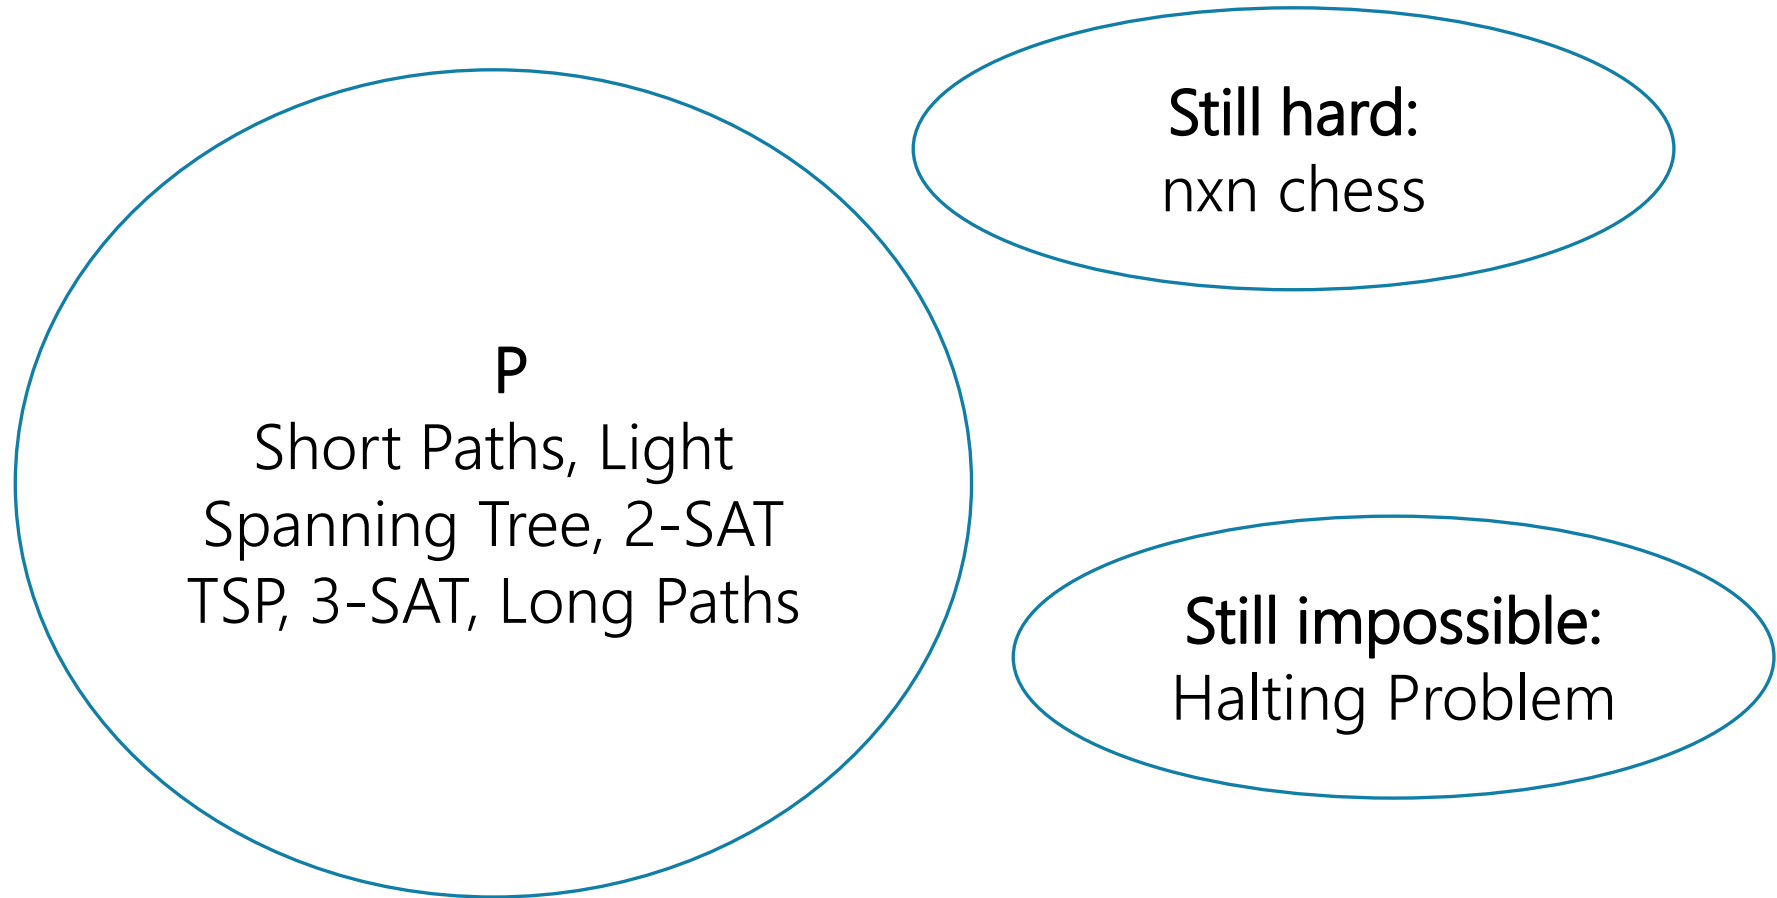 P
Short Paths, Light
Spanning Tree, 2-SAT
TSP, 3-SAT, Long Paths
Still hard:
nxn chess
Still impossible:
Halting Problem